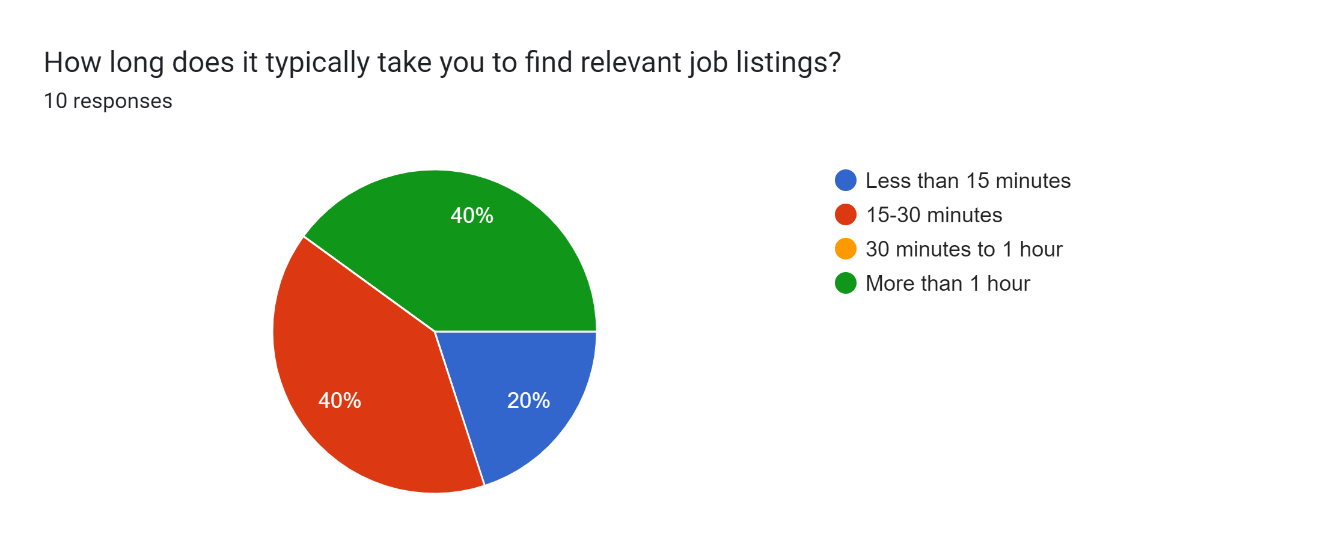 How long does it typically take you to find relevant job listings?
10 responses
Less than 15 minutes
15-30 minutes
30 minutes to 1 hour
More than 1 hour
40%
40%
20%